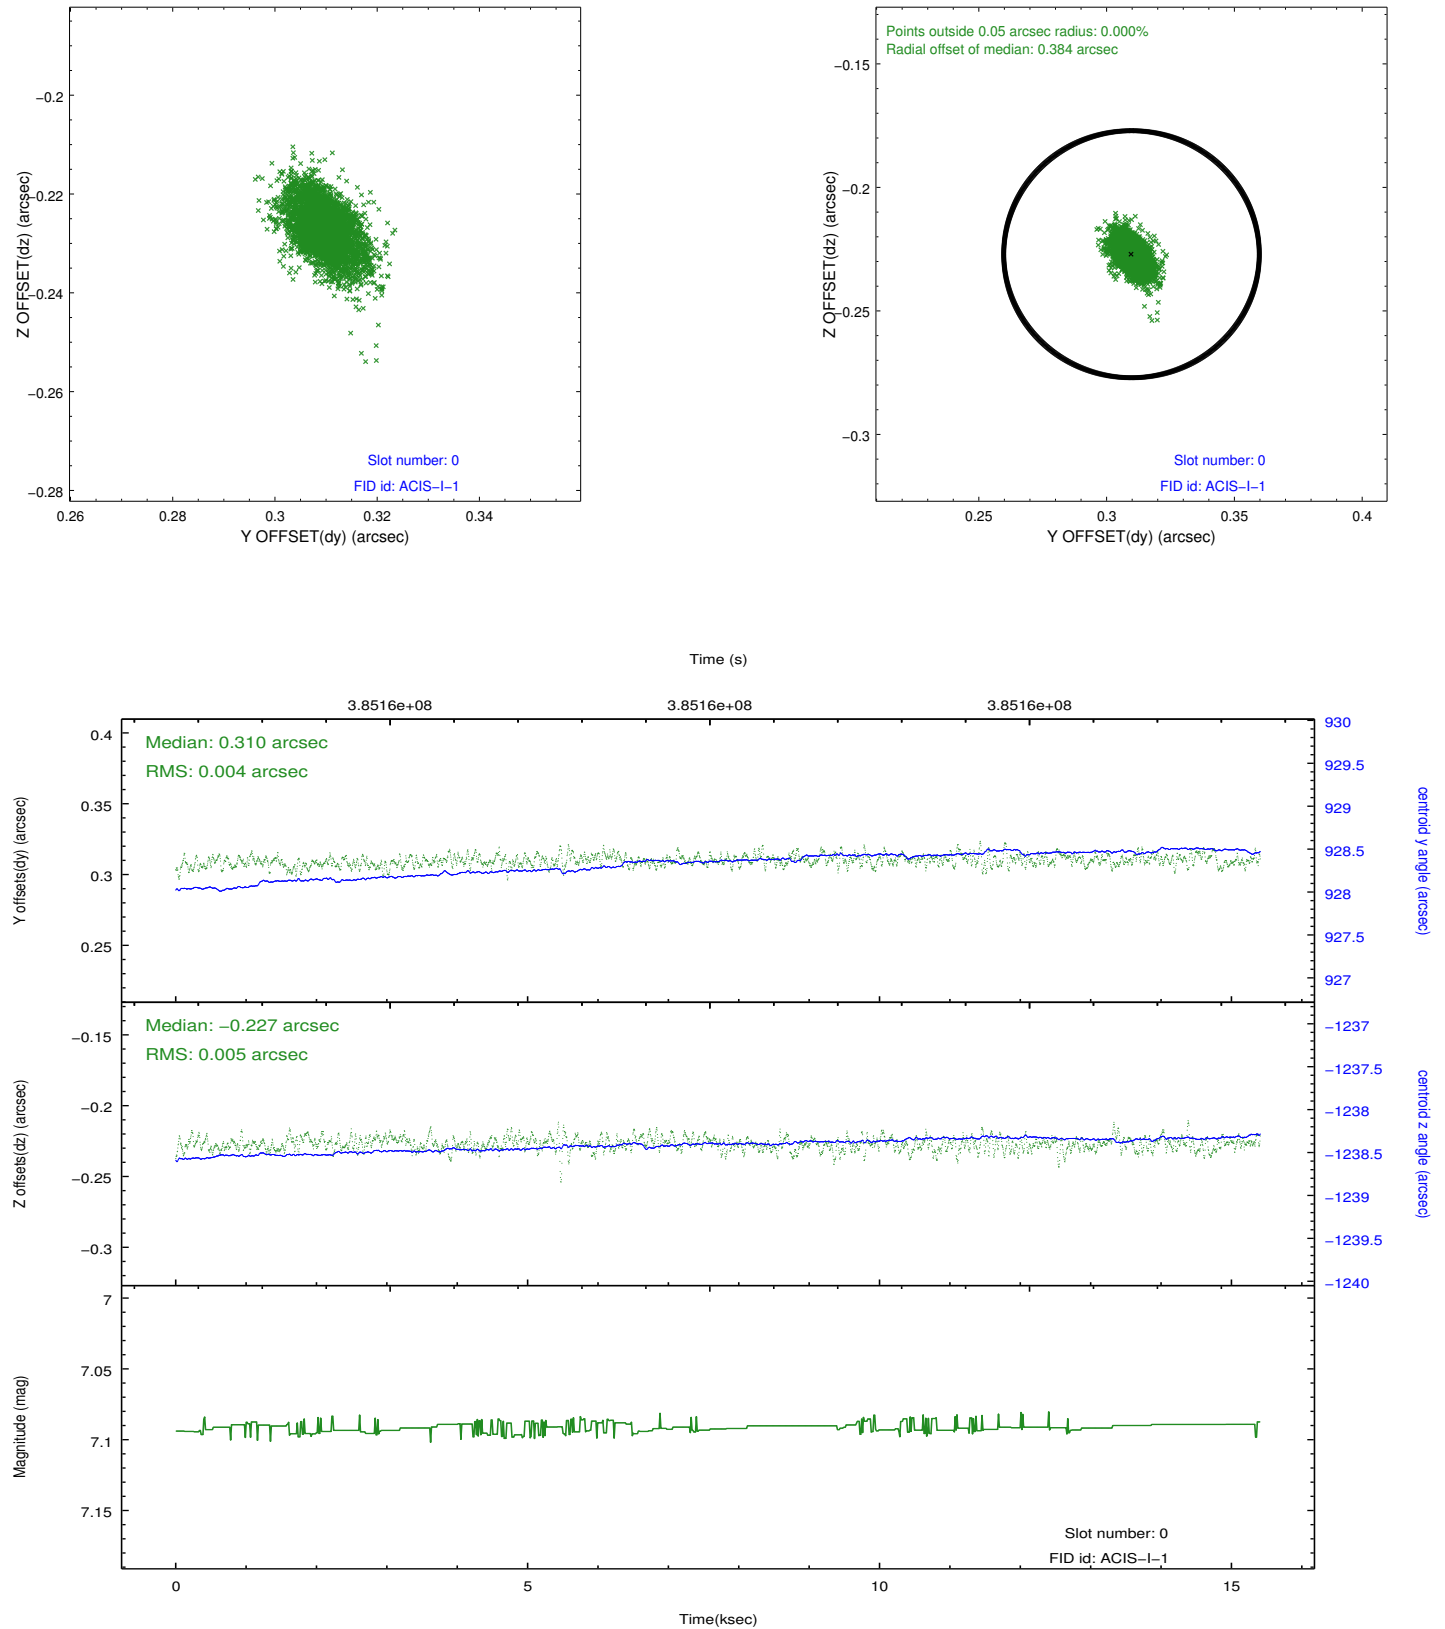 −0.2
−0.22
−0.24
−0.26
−0.28
Z OFFSET(dz) (arcsec)
Slot number: 0
FID id: ACIS−I−1
0.26
0.28
0.3
0.32
0.34
Y OFFSET(dy) (arcsec)
Points outside 0.05 arcsec radius: 0.000%
Radial offset of median: 0.384 arcsec
−0.15
−0.2
−0.25
−0.3
Z OFFSET(dz) (arcsec)
Slot number: 0
FID id: ACIS−I−1
0.25
0.3
0.35
0.4
Y OFFSET(dy) (arcsec)
Time (s)
3.8516e+08
3.8516e+08
3.8516e+08
Median: 0.310 arcsec
RMS: 0.004 arcsec
0.4
0.35
0.3
0.25
Y offsets(dy) (arcsec)
930
929.5
929
928.5
928
927.5
927
centroid y angle (arcsec)
Median: −0.227 arcsec
RMS: 0.005 arcsec
−0.15
−0.2
−0.25
−0.3
Z offsets(dz) (arcsec)
−1237
−1237.5
−1238
−1238.5
−1239
−1239.5
−1240
centroid z angle (arcsec)
7
7.05
7.1
7.15
Magnitude (mag)
Slot number: 0
FID id: ACIS−I−1
0
5
10
15
Time(ksec)